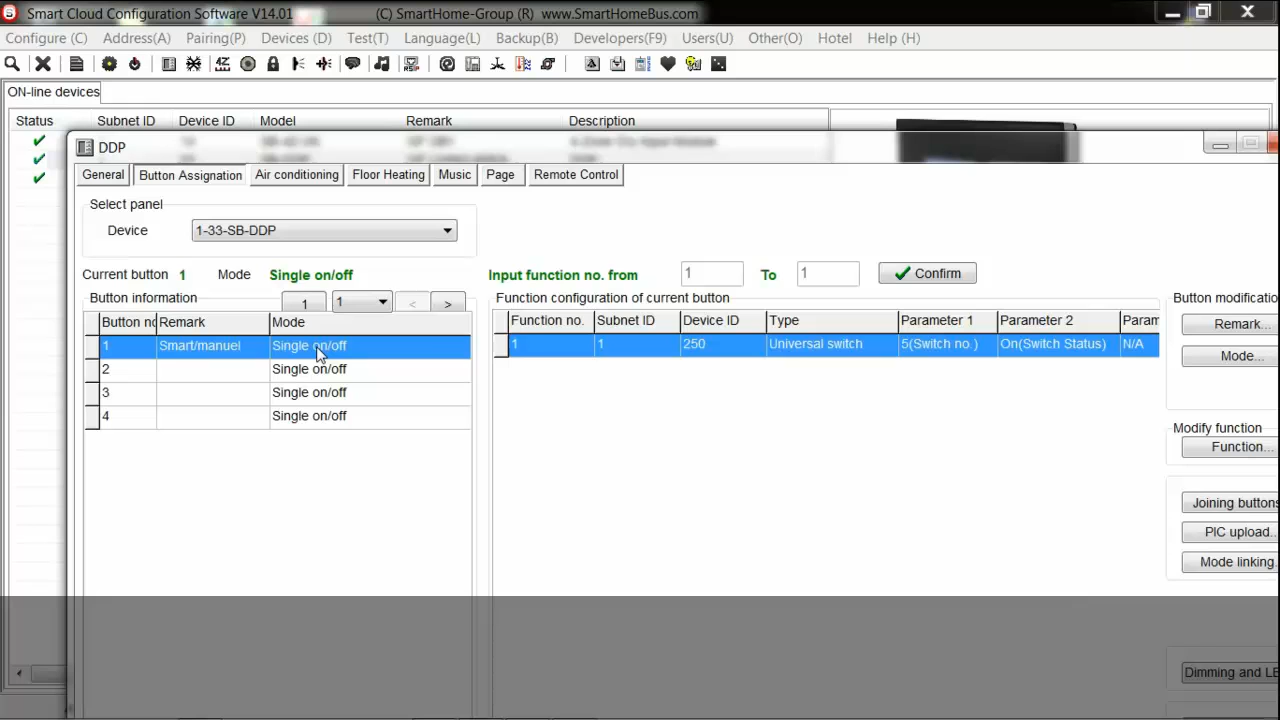 Smart Cloud Configuration Software V14.01 (C) SmartHome-Group (R) www.SmartHomeBus.com
Configure (C) Address(A) Pairing(P) Devices (D) Test(T) Language(L) Backup(B) Developers(F9) Users(U) Other(O) Hotel Help (H)
ON-line devices
Status Subnet ID Device ID Model Remark Description
DDP
General Button Assignation Air conditioning Floor Heating Music Page Remote Control
Select panel
Device 1-33-SB-DDP
Current button 1 Mode Single on/off Input function no. from 1 To 1 Confirm
Button information 1 1 < > Function configuration of current button Button modificatio
Button no Remark Mode Function no. Subnet ID Device ID Type Parameter 1 Parameter 2 Param
Remark...
1 Smart/manuel Single on/off 1 1 250 Universal switch 5(Switch no.) On(Switch Status) N/A
Mode...
2 Single on/off
3 Single on/off
4 Single on/off
Modify function
Function...
Joining buttons
PIC upload..
Mode linking.
Dimming and LE